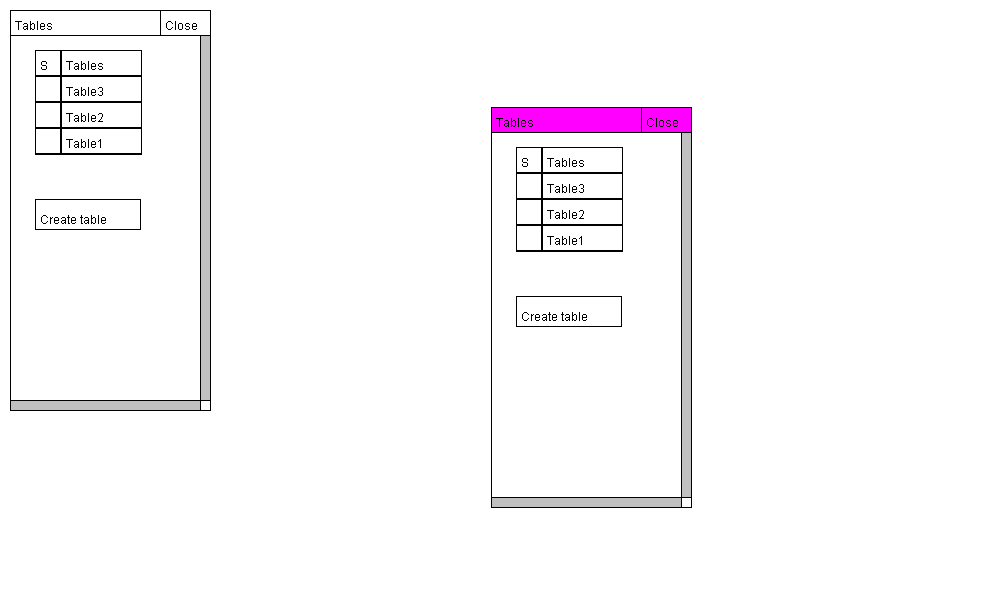 Tables Close
S Tables
Table3
Table2
Table1
Create table
Tables Close
S Tables
Table3
Table2
Table1
Create table